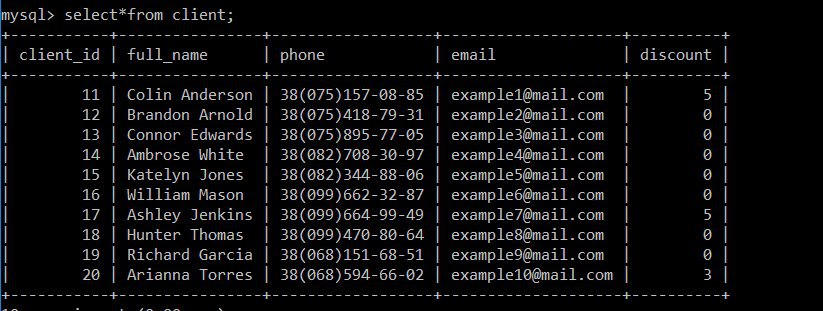 mysql> select*from client;
+-----------+----------------+------------------+--------------------+----------+
| client_id | full_name | phone | email | discount |
+-----------+----------------+------------------+--------------------+----------+
| 11 | Colin Anderson | 38(075)157-08-85 | example1@mail.com | 5 |
| 12 | Brandon Arnold | 38(075)418-79-31 | example2@mail.com | 0 |
| 13 | Connor Edwards | 38(075)895-77-05 | example3@mail.com | 0 |
| 14 | Ambrose White | 38(082)708-30-97 | example4@mail.com | 0 |
| 15 | Katelyn Jones | 38(082)344-88-06 | example5@mail.com | 0 |
| 16 | William Mason | 38(099)662-32-87 | example6@mail.com | 0 |
| 17 | Ashley Jenkins | 38(099)664-99-49 | example7@mail.com | 5 |
| 18 | Hunter Thomas | 38(099)470-80-64 | example8@mail.com | 0 |
| 19 | Richard Garcia | 38(068)151-68-51 | example9@mail.com | 0 |
| 20 | Arianna Torres | 38(068)594-66-02 | example10@mail.com | 3 |
+-----------+----------------+------------------+--------------------+----------+